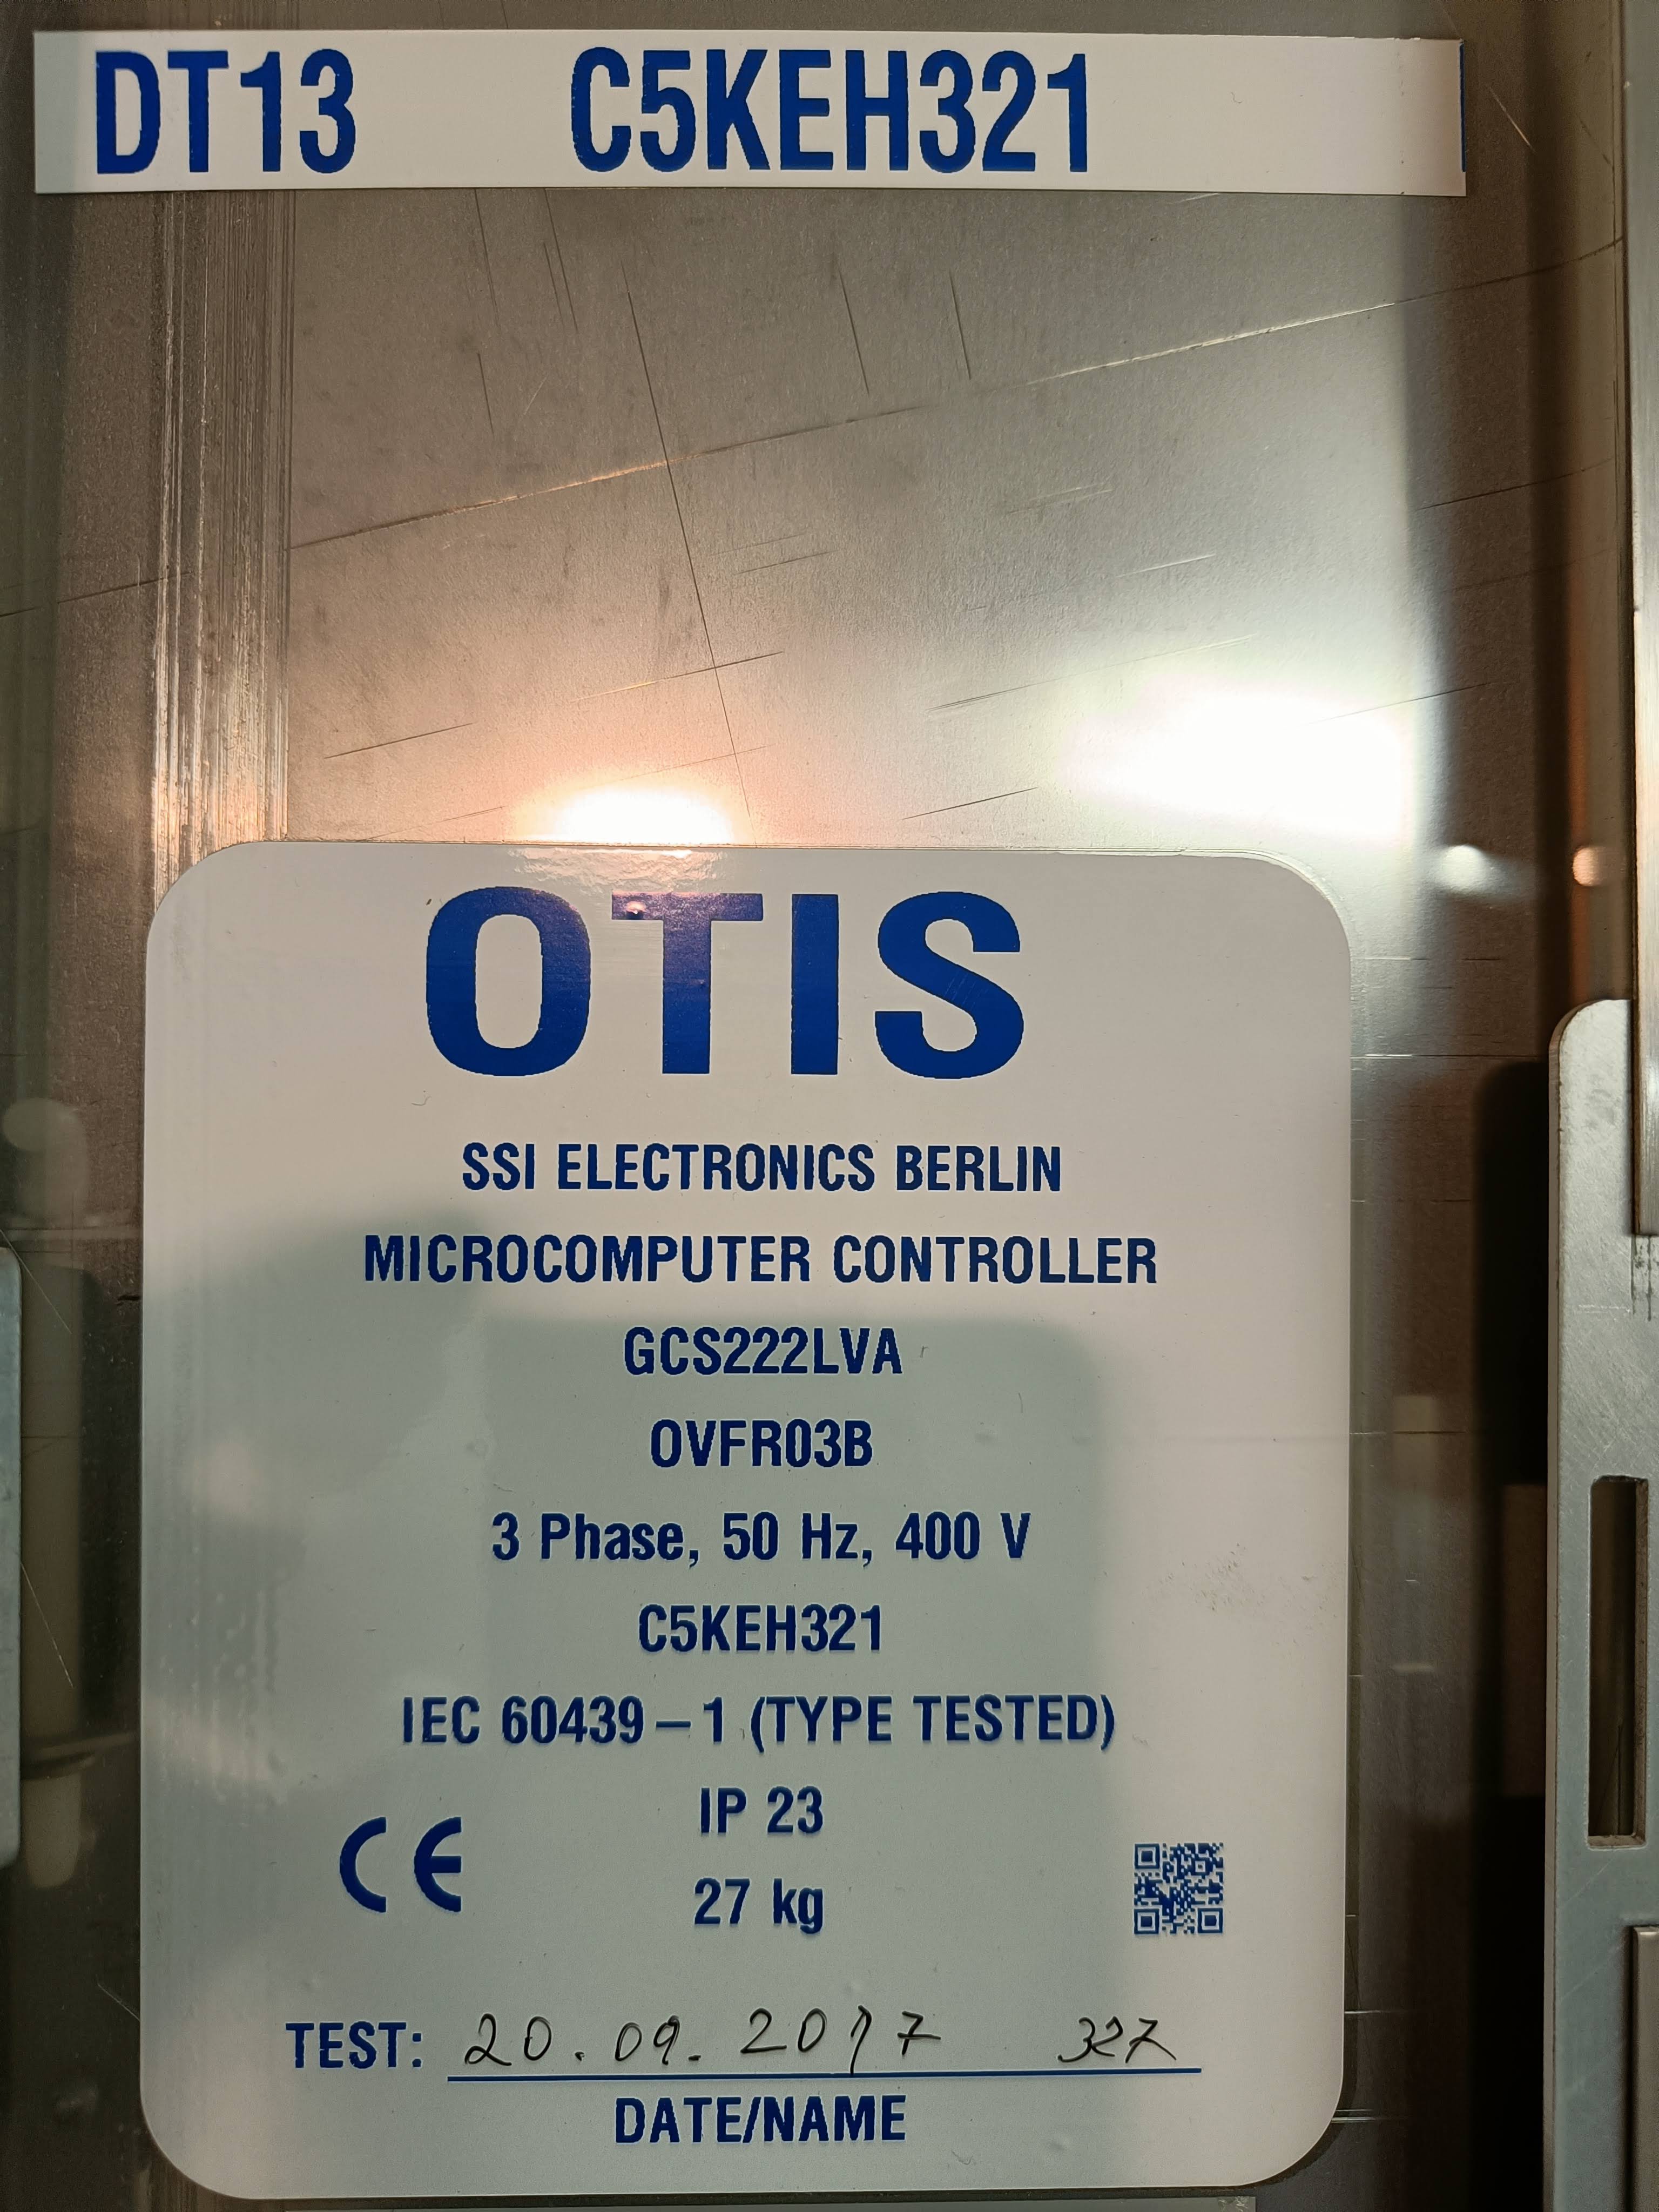 DT13 C5KEH321
OTIS
SSI ELECTRONICS BERLIN
MICROCOMPUTER CONTROLLER
GCS222LVA
OVFR03B
3 Phase, 50 Hz, 400 V
C5KEH321
IEC 60439-1 (TYPE TESTED)
IP 23
CE
27 kg
TEST: 20.09.2017 327
DATE/NAME